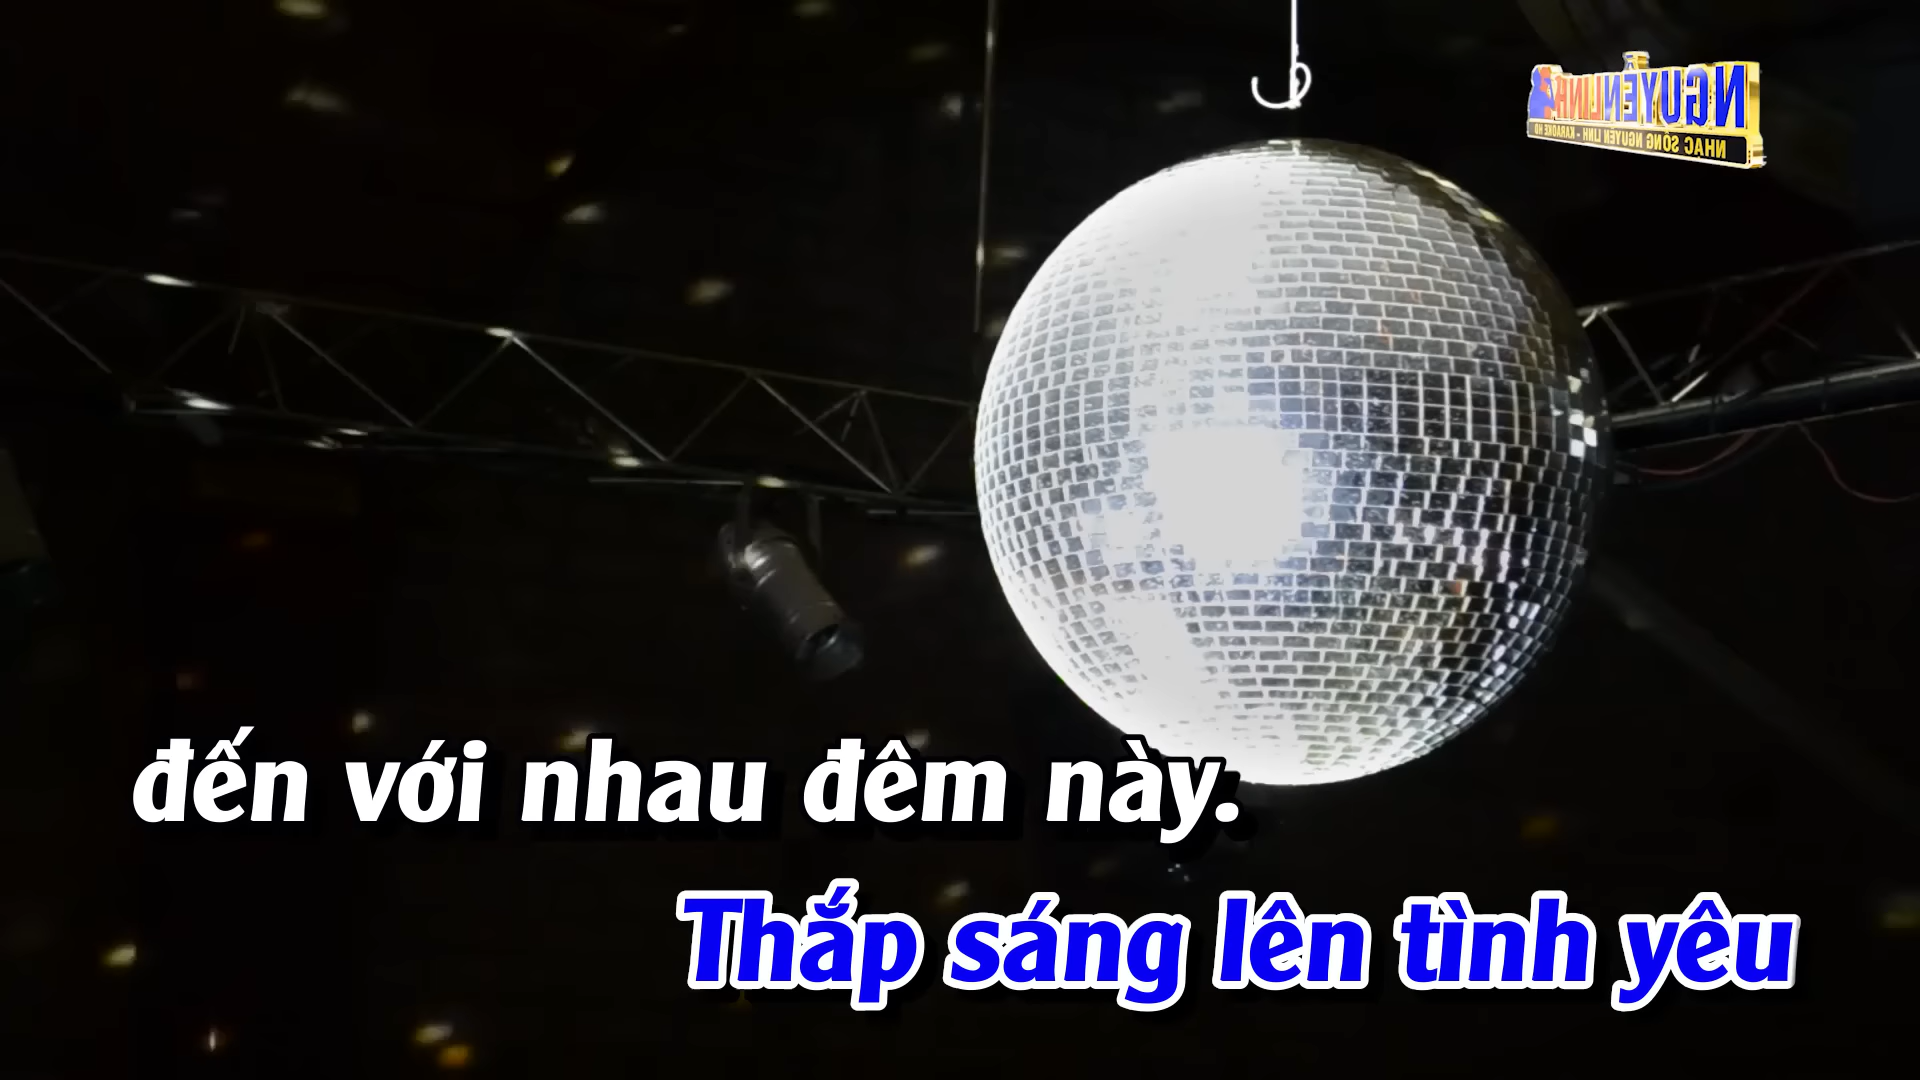 NGUYỄN LINH
NHẠC SỐNG NGUYỄN LINH - KARAOKE HD
đến với nhau đêm này.
Thắp sáng lên tình yêu